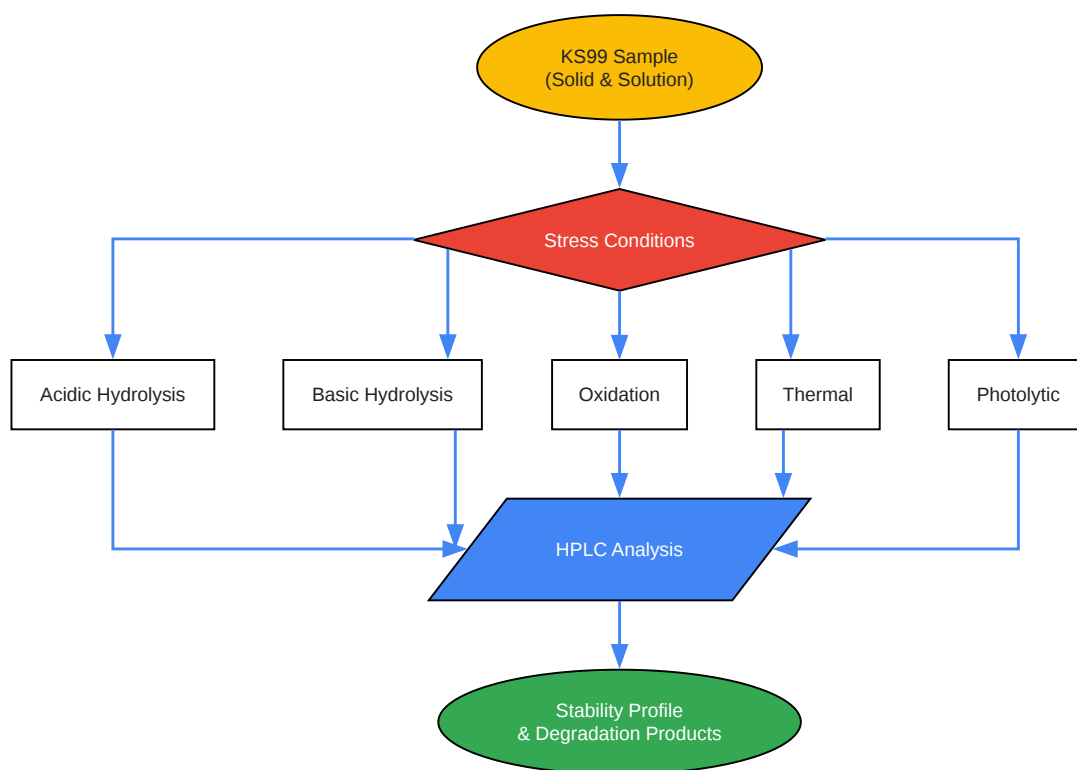 KS99 Sample
(Solid & Solution)
Stress Conditions
Acidic Hydrolysis
Basic Hydrolysis
Oxidation
Thermal
Photolytic
HPLC Analysis
Stability Profile
& Degradation Products